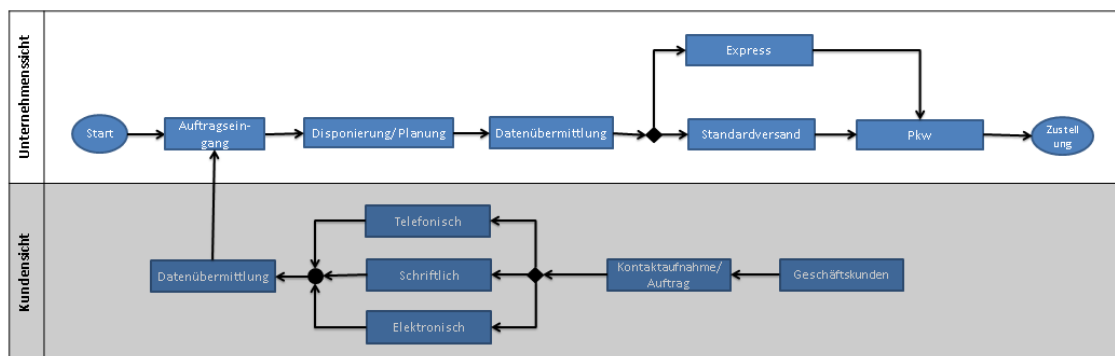 Unternehmenssicht
Express
Start
Auftragsein-
gang
Disponierung/Planung
Datenübermittlung
Standardversand
Pkw
Zustell
ung
Kundensicht
Telefonisch
Datenübermittlung
Schriftlich
Kontaktaufnahme/
Auftrag
Geschäftskunden
Elektronisch